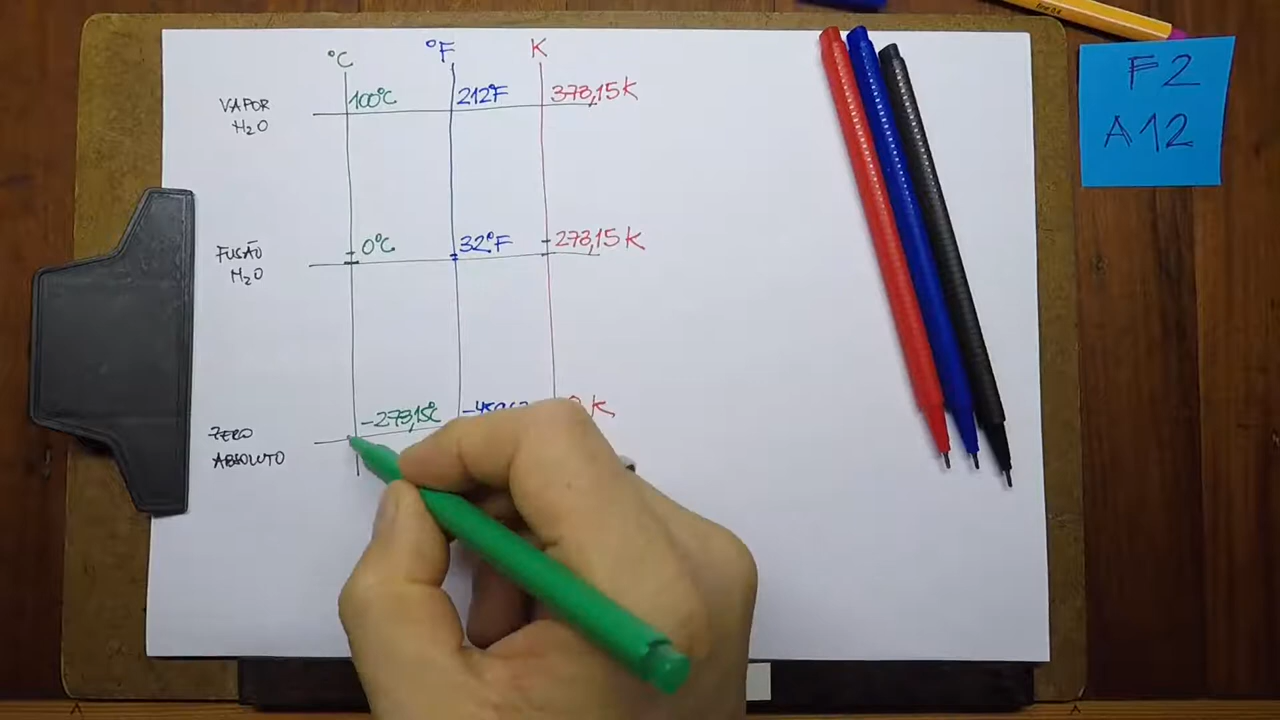 °C °F K
VAPOR 100°C 212°F 373,15 K
H₂O
FUSÃO 0°C 32°F 273,15 K
H₂O
ZERO -273,15°C K
ABSOLUTO
F2
A12